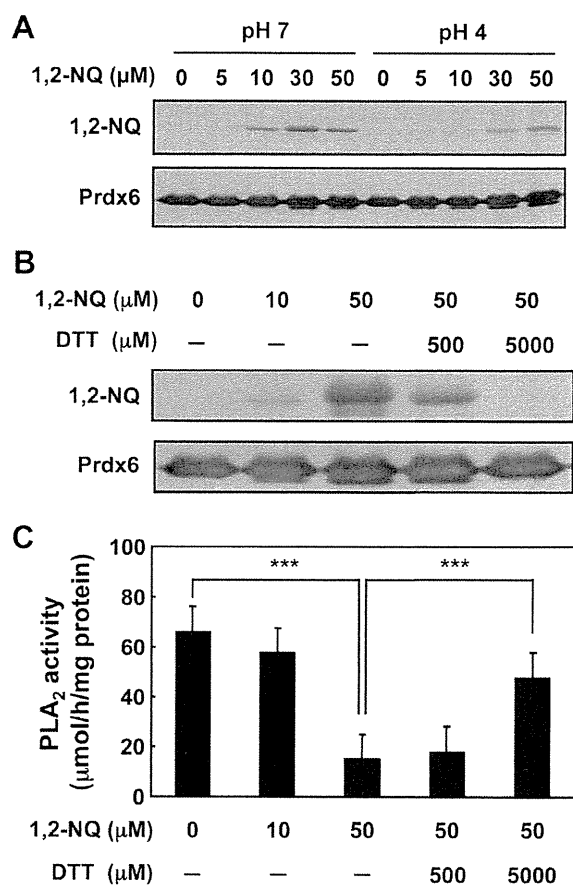 A
pH 7 pH 4
1,2-NQ (µM) 0 5 10 30 50 0 5 10 30 50
1,2-NQ
Prdx6
B
1,2-NQ (µM) 0 10 50 50 50
DTT (µM) – – – 500 5000
1,2-NQ
Prdx6
C
PLA₂ activity
(µmol/h/mg protein)
100
80
60
40
20
0
*** ***
1,2-NQ (µM) 0 10 50 50 50
DTT (µM) – – – 500 5000